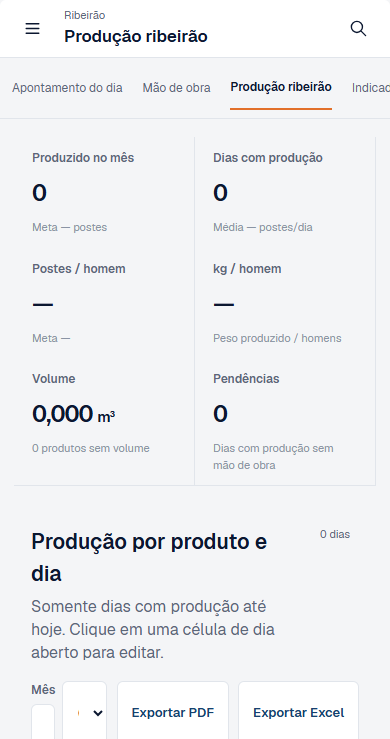 Ribeirão
Produção ribeirão
Apontamento do dia Mão de obra Produção ribeirão Indicad
Produzido no mês
0
Meta — postes
Dias com produção
0
Média — postes/dia
Postes / homem
—
Meta —
kg / homem
—
Peso produzido / homens
Volume
0,000 m³
0 produtos sem volume
Pendências
0
Dias com produção sem
mão de obra
Produção por produto e
dia
0 dias
Somente dias com produção até
hoje. Clique em uma célula de dia
aberto para editar.
Mês
Exportar PDF
Exportar Excel